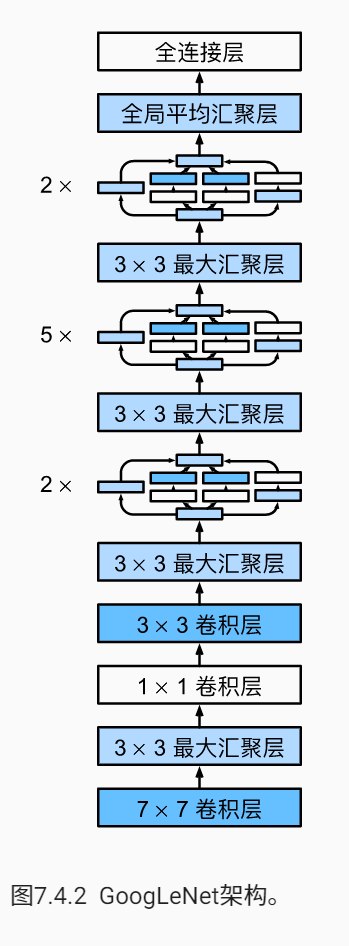 全连接层
全局平均汇聚层
2 ×
3 × 3 最大汇聚层
5 ×
3 × 3 最大汇聚层
2 ×
3 × 3 最大汇聚层
3 × 3 卷积层
1 × 1 卷积层
3 × 3 最大汇聚层
7 × 7 卷积层
图7.4.2 GoogLeNet架构。